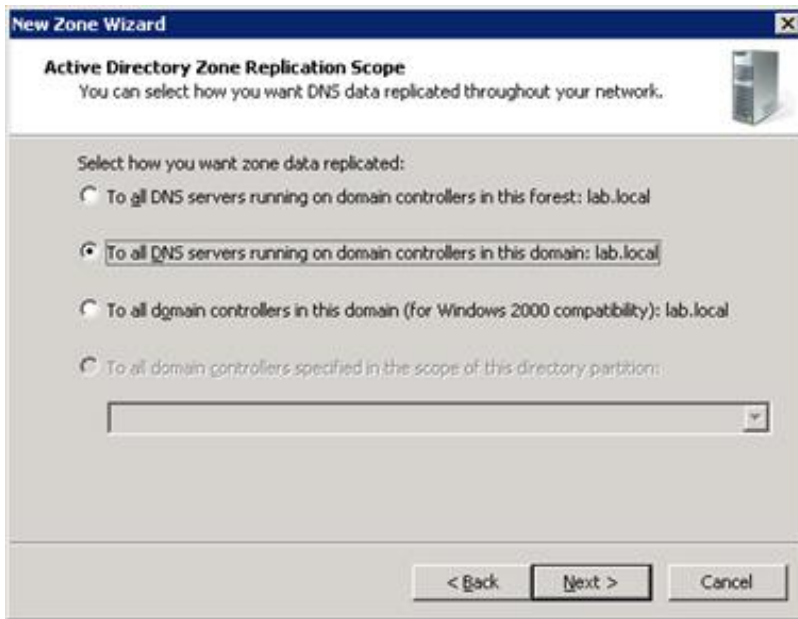 New Zone Wizard
Active Directory Zone Replication Scope
You can select how you want DNS data replicated throughout your network.
Select how you want zone data replicated:
To all DNS servers running on domain controllers in this forest: lab.local
To all DNS servers running on domain controllers in this domain: lab.local
To all domain controllers in this domain (for Windows 2000 compatibility): lab.local
To all domain controllers specified in the scope of this directory partition:
< Back
Next >
Cancel